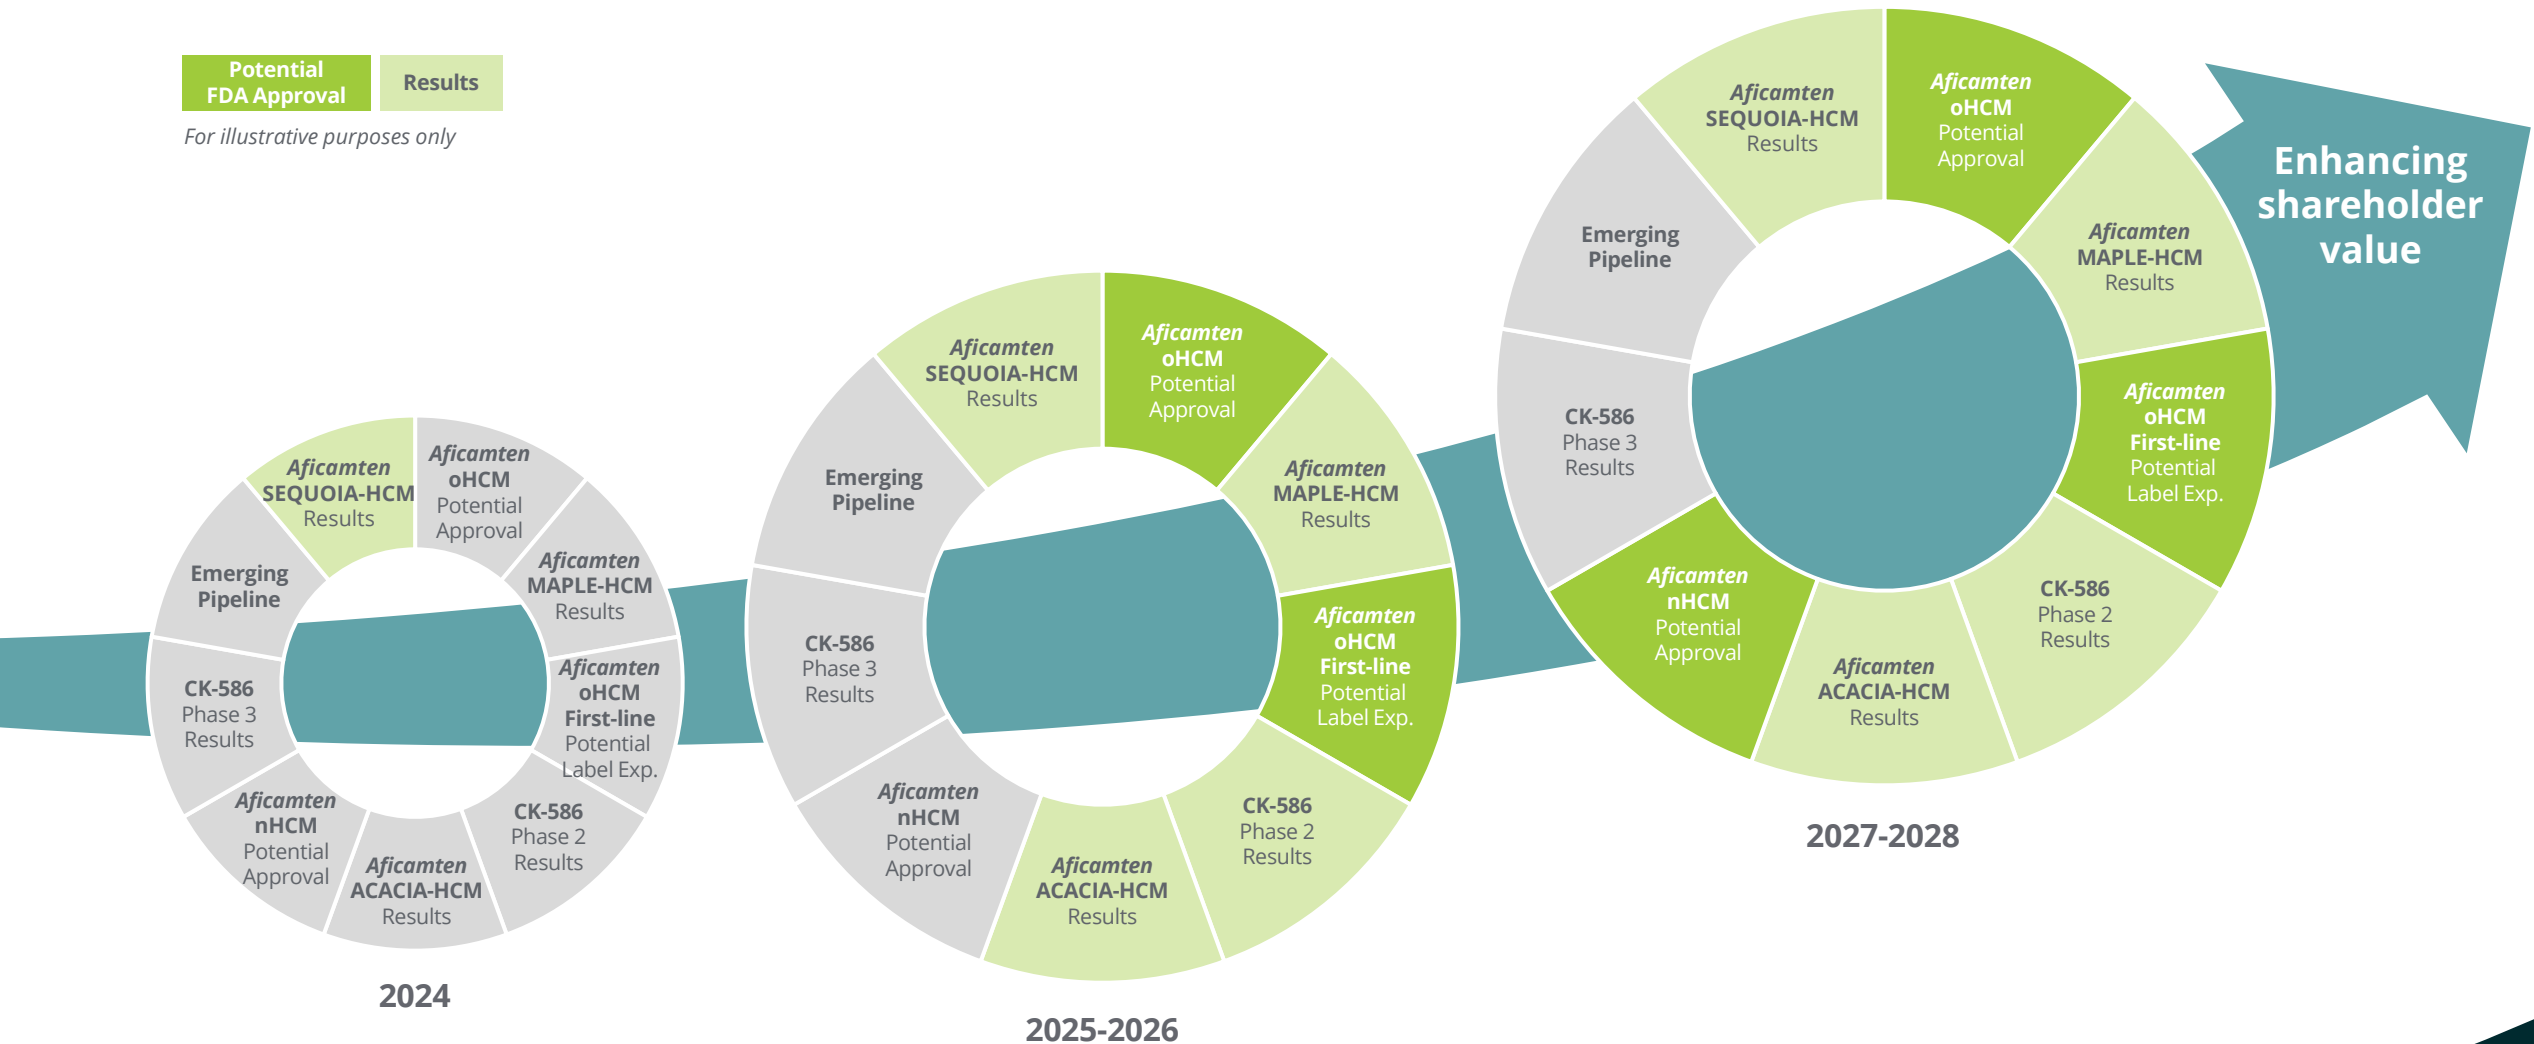 Potential
FDA Approval
Results
For illustrative purposes only
Aficamten
SEQUOIA-HCM
Results
Aficamten
oHCM
Potential
Approval
Aficamten
MAPLE-HCM
Results
Aficamten
oHCM
First-line
Potential
Label Exp.
CK-586
Phase 2
Results
Aficamten
ACACIA-HCM
Results
Aficamten
nHCM
Potential
Approval
CK-586
Phase 3
Results
Emerging
Pipeline
2024
Aficamten
SEQUOIA-HCM
Results
Aficamten
oHCM
Potential
Approval
Aficamten
MAPLE-HCM
Results
Aficamten
oHCM
First-line
Potential
Label Exp.
CK-586
Phase 2
Results
Aficamten
ACACIA-HCM
Results
Aficamten
nHCM
Potential
Approval
CK-586
Phase 3
Results
Emerging
Pipeline
2025-2026
Aficamten
SEQUOIA-HCM
Results
Aficamten
oHCM
Potential
Approval
Aficamten
MAPLE-HCM
Results
Aficamten
oHCM
First-line
Potential
Label Exp.
CK-586
Phase 2
Results
Aficamten
ACACIA-HCM
Results
Aficamten
nHCM
Potential
Approval
CK-586
Phase 3
Results
Emerging
Pipeline
2027-2028
Enhancing
shareholder
value